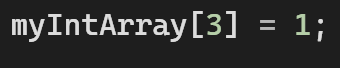 myIntArray[3] = 1;